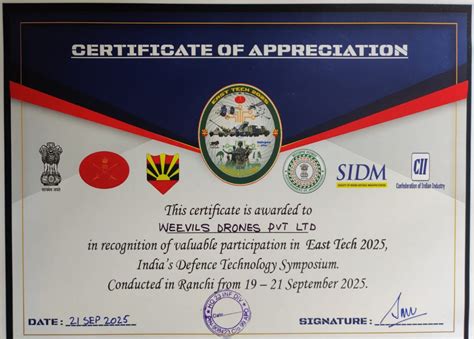 CERTIFICATE OF APPRECIATION
EAST TECH 2025
SIDM
CII
Confederation of Indian Industry
This certificate is awarded to
WEEVILS DRONES PVT LTD
in recognition of valuable participation in East Tech 2025,
India's Defence Technology Symposium.
Conducted in Ranchi from 19 – 21 September 2025.
DATE: 21 SEP 2025
SIGNATURE: